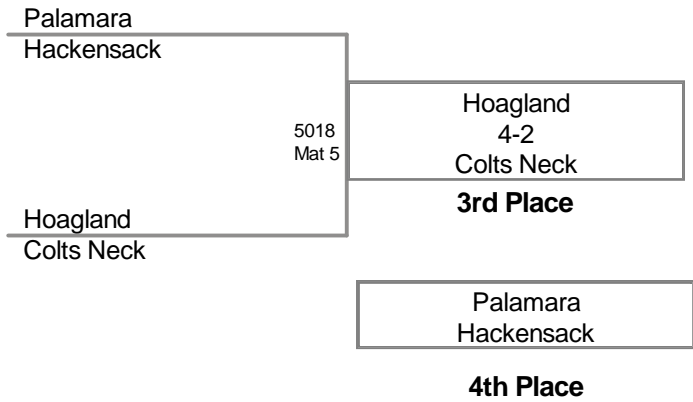 Palamara
Hackensack
5018
Mat 5
Hoagland
4-2
Colts Neck
3rd Place
Hoagland
Colts Neck
Palamara
Hackensack
4th Place